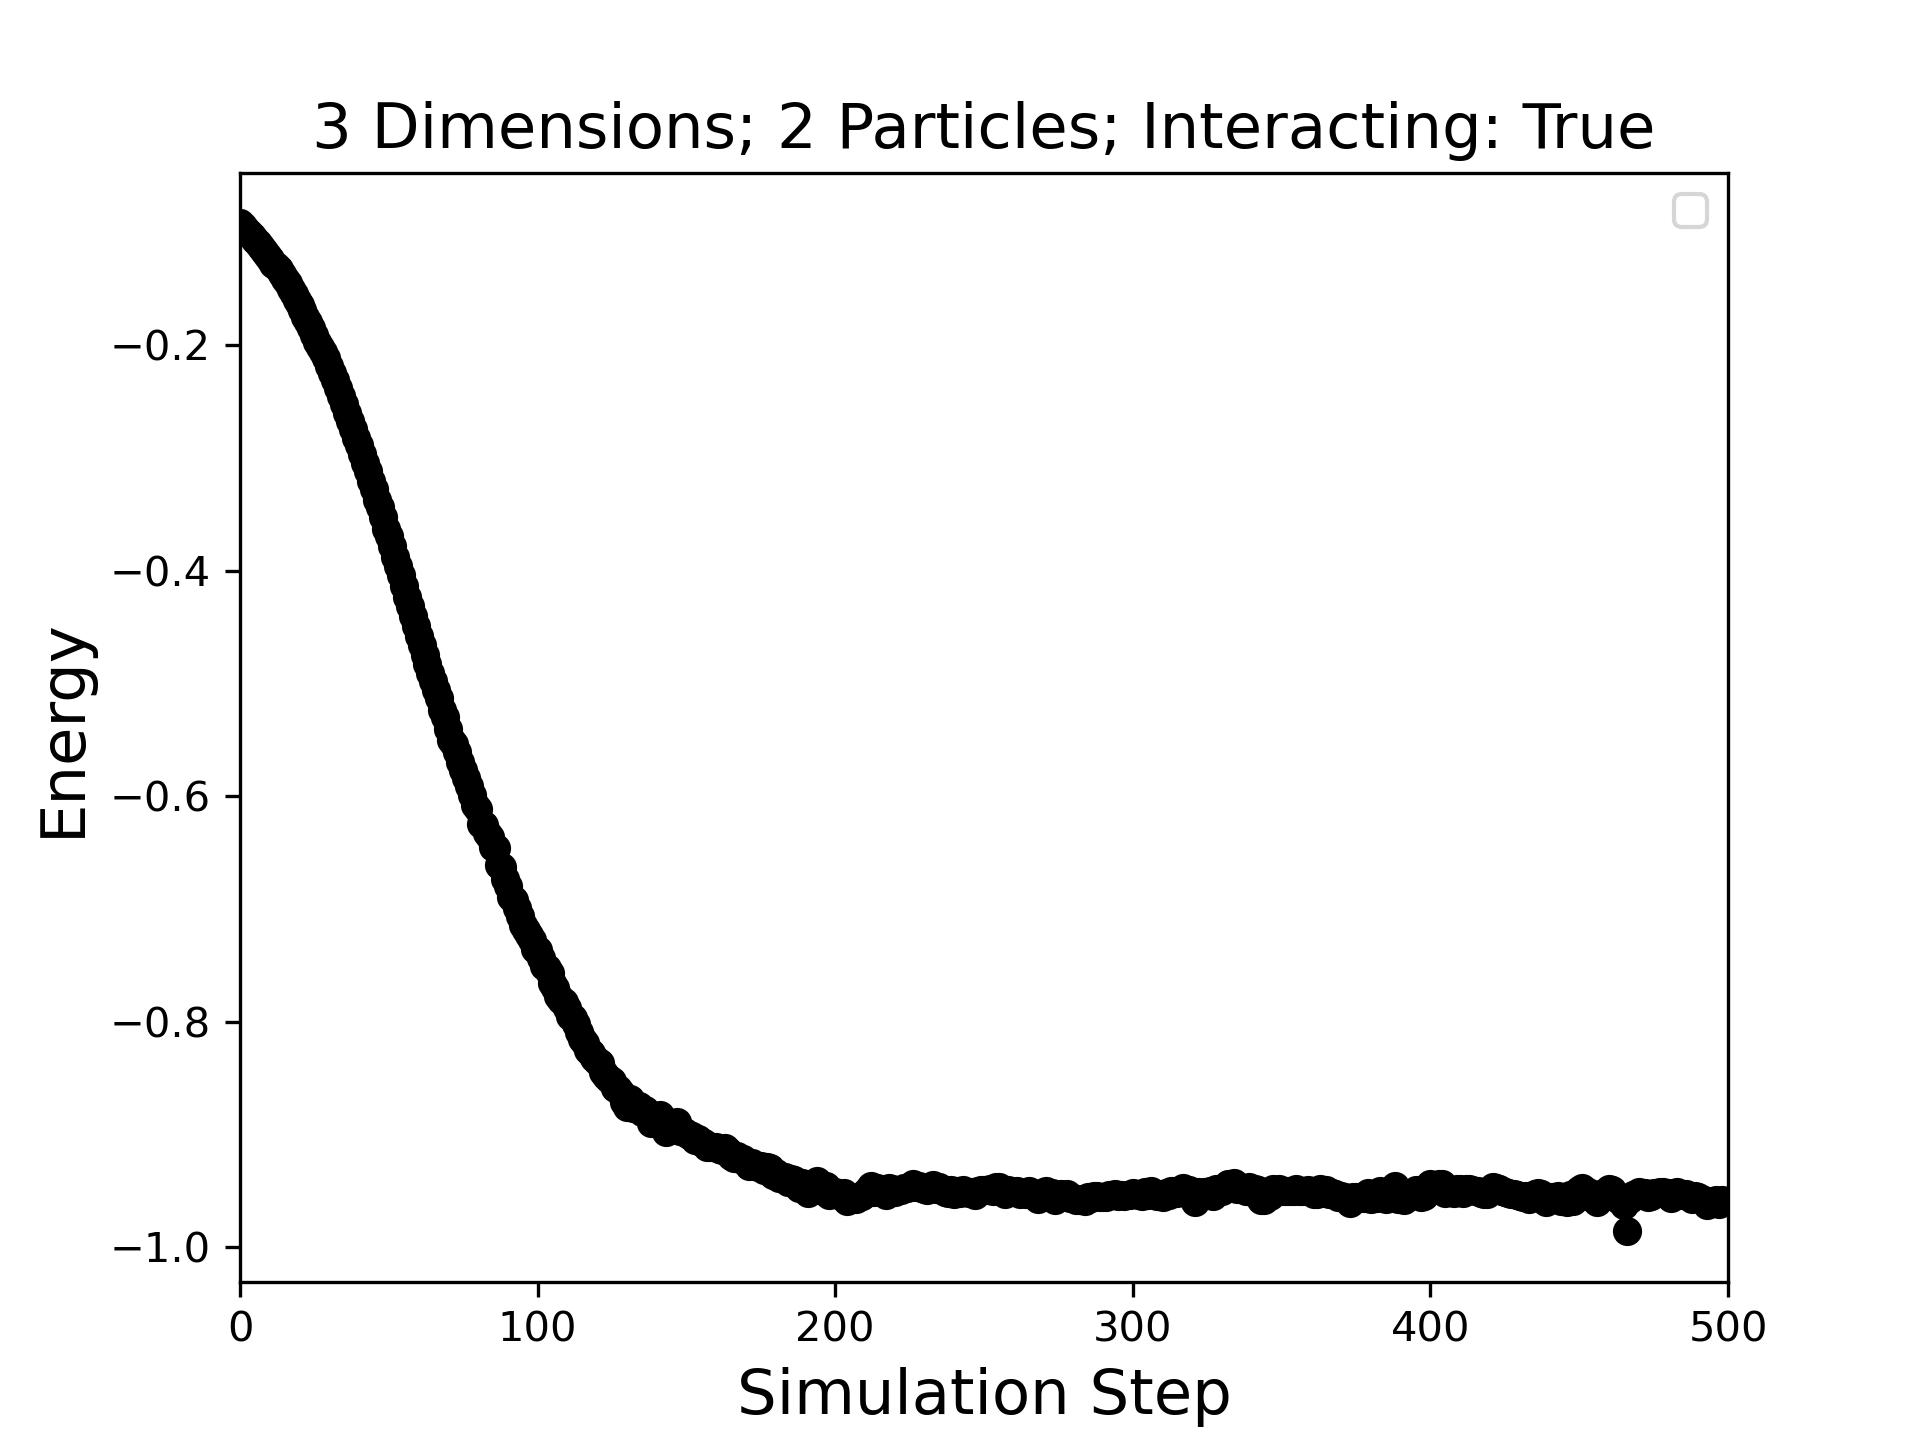 3 Dimensions; 2 Particles; Interacting: True
Energy
−0.2
−0.4
−0.6
−0.8
−1.0
0 100 200 300 400 500
Simulation Step